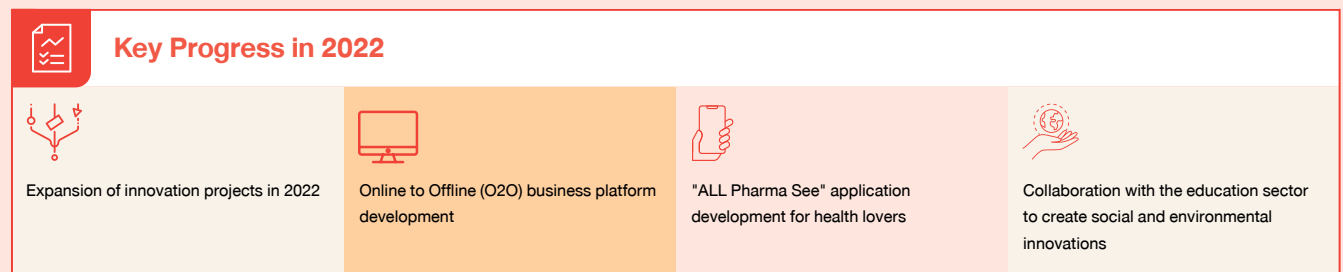 Key Progress in 2022
Expansion of innovation projects in 2022
Online to Offline (O2O) business platform
development
"ALL Pharma See" application
development for health lovers
Collaboration with the education sector
to create social and environmental
innovations